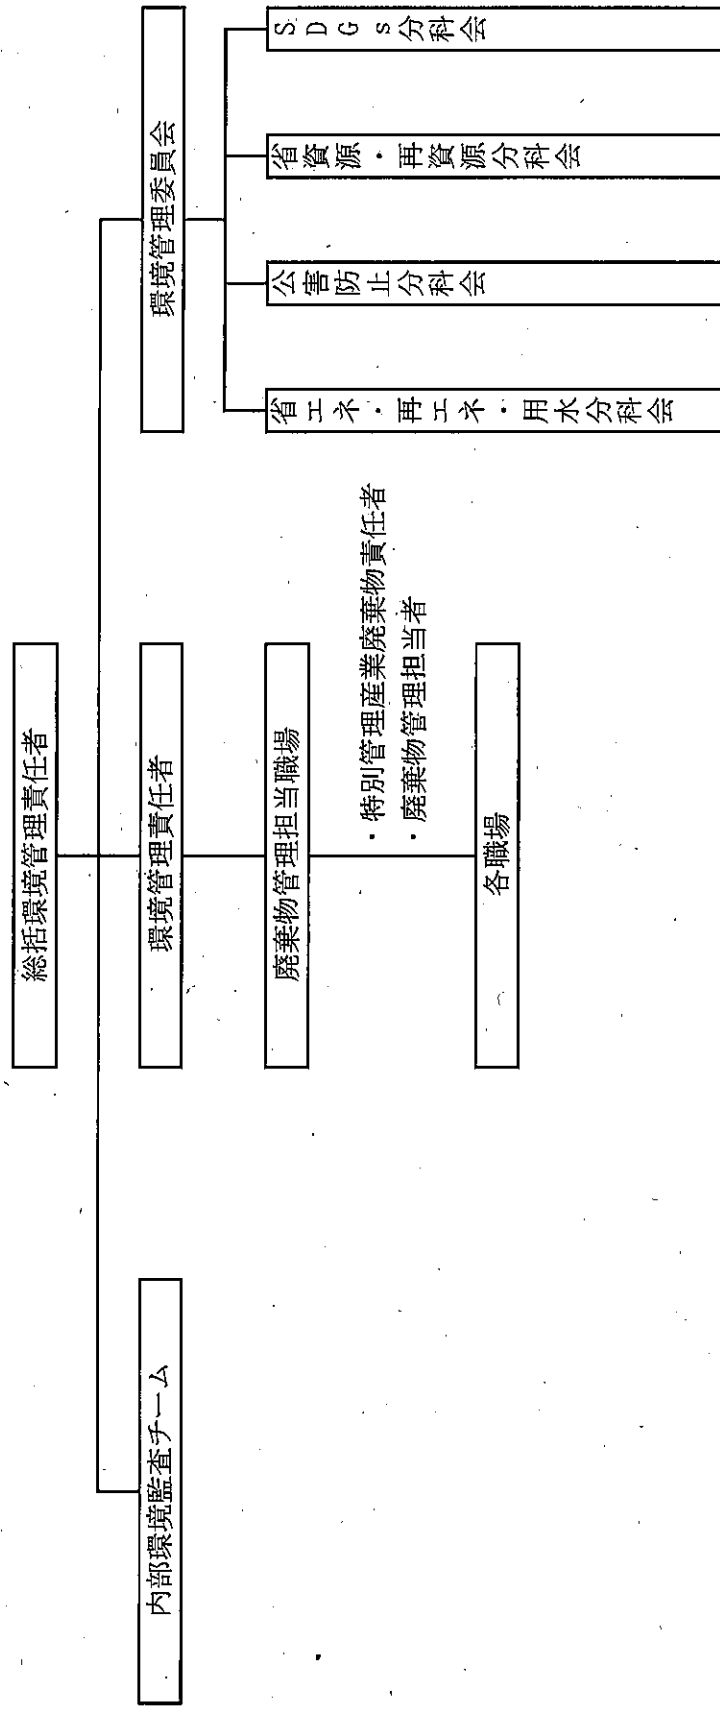 総括環境管理責任者
内部環境監査チーム
環境管理責任者
環境管理委員会
廃棄物管理担当職場
・特別管理産業廃棄物責任者
・廃棄物管理担当者
各職場
省エネ・再エネ・用水分科会
公害防止分科会
省資源・再資源分科会
SDGs分科会